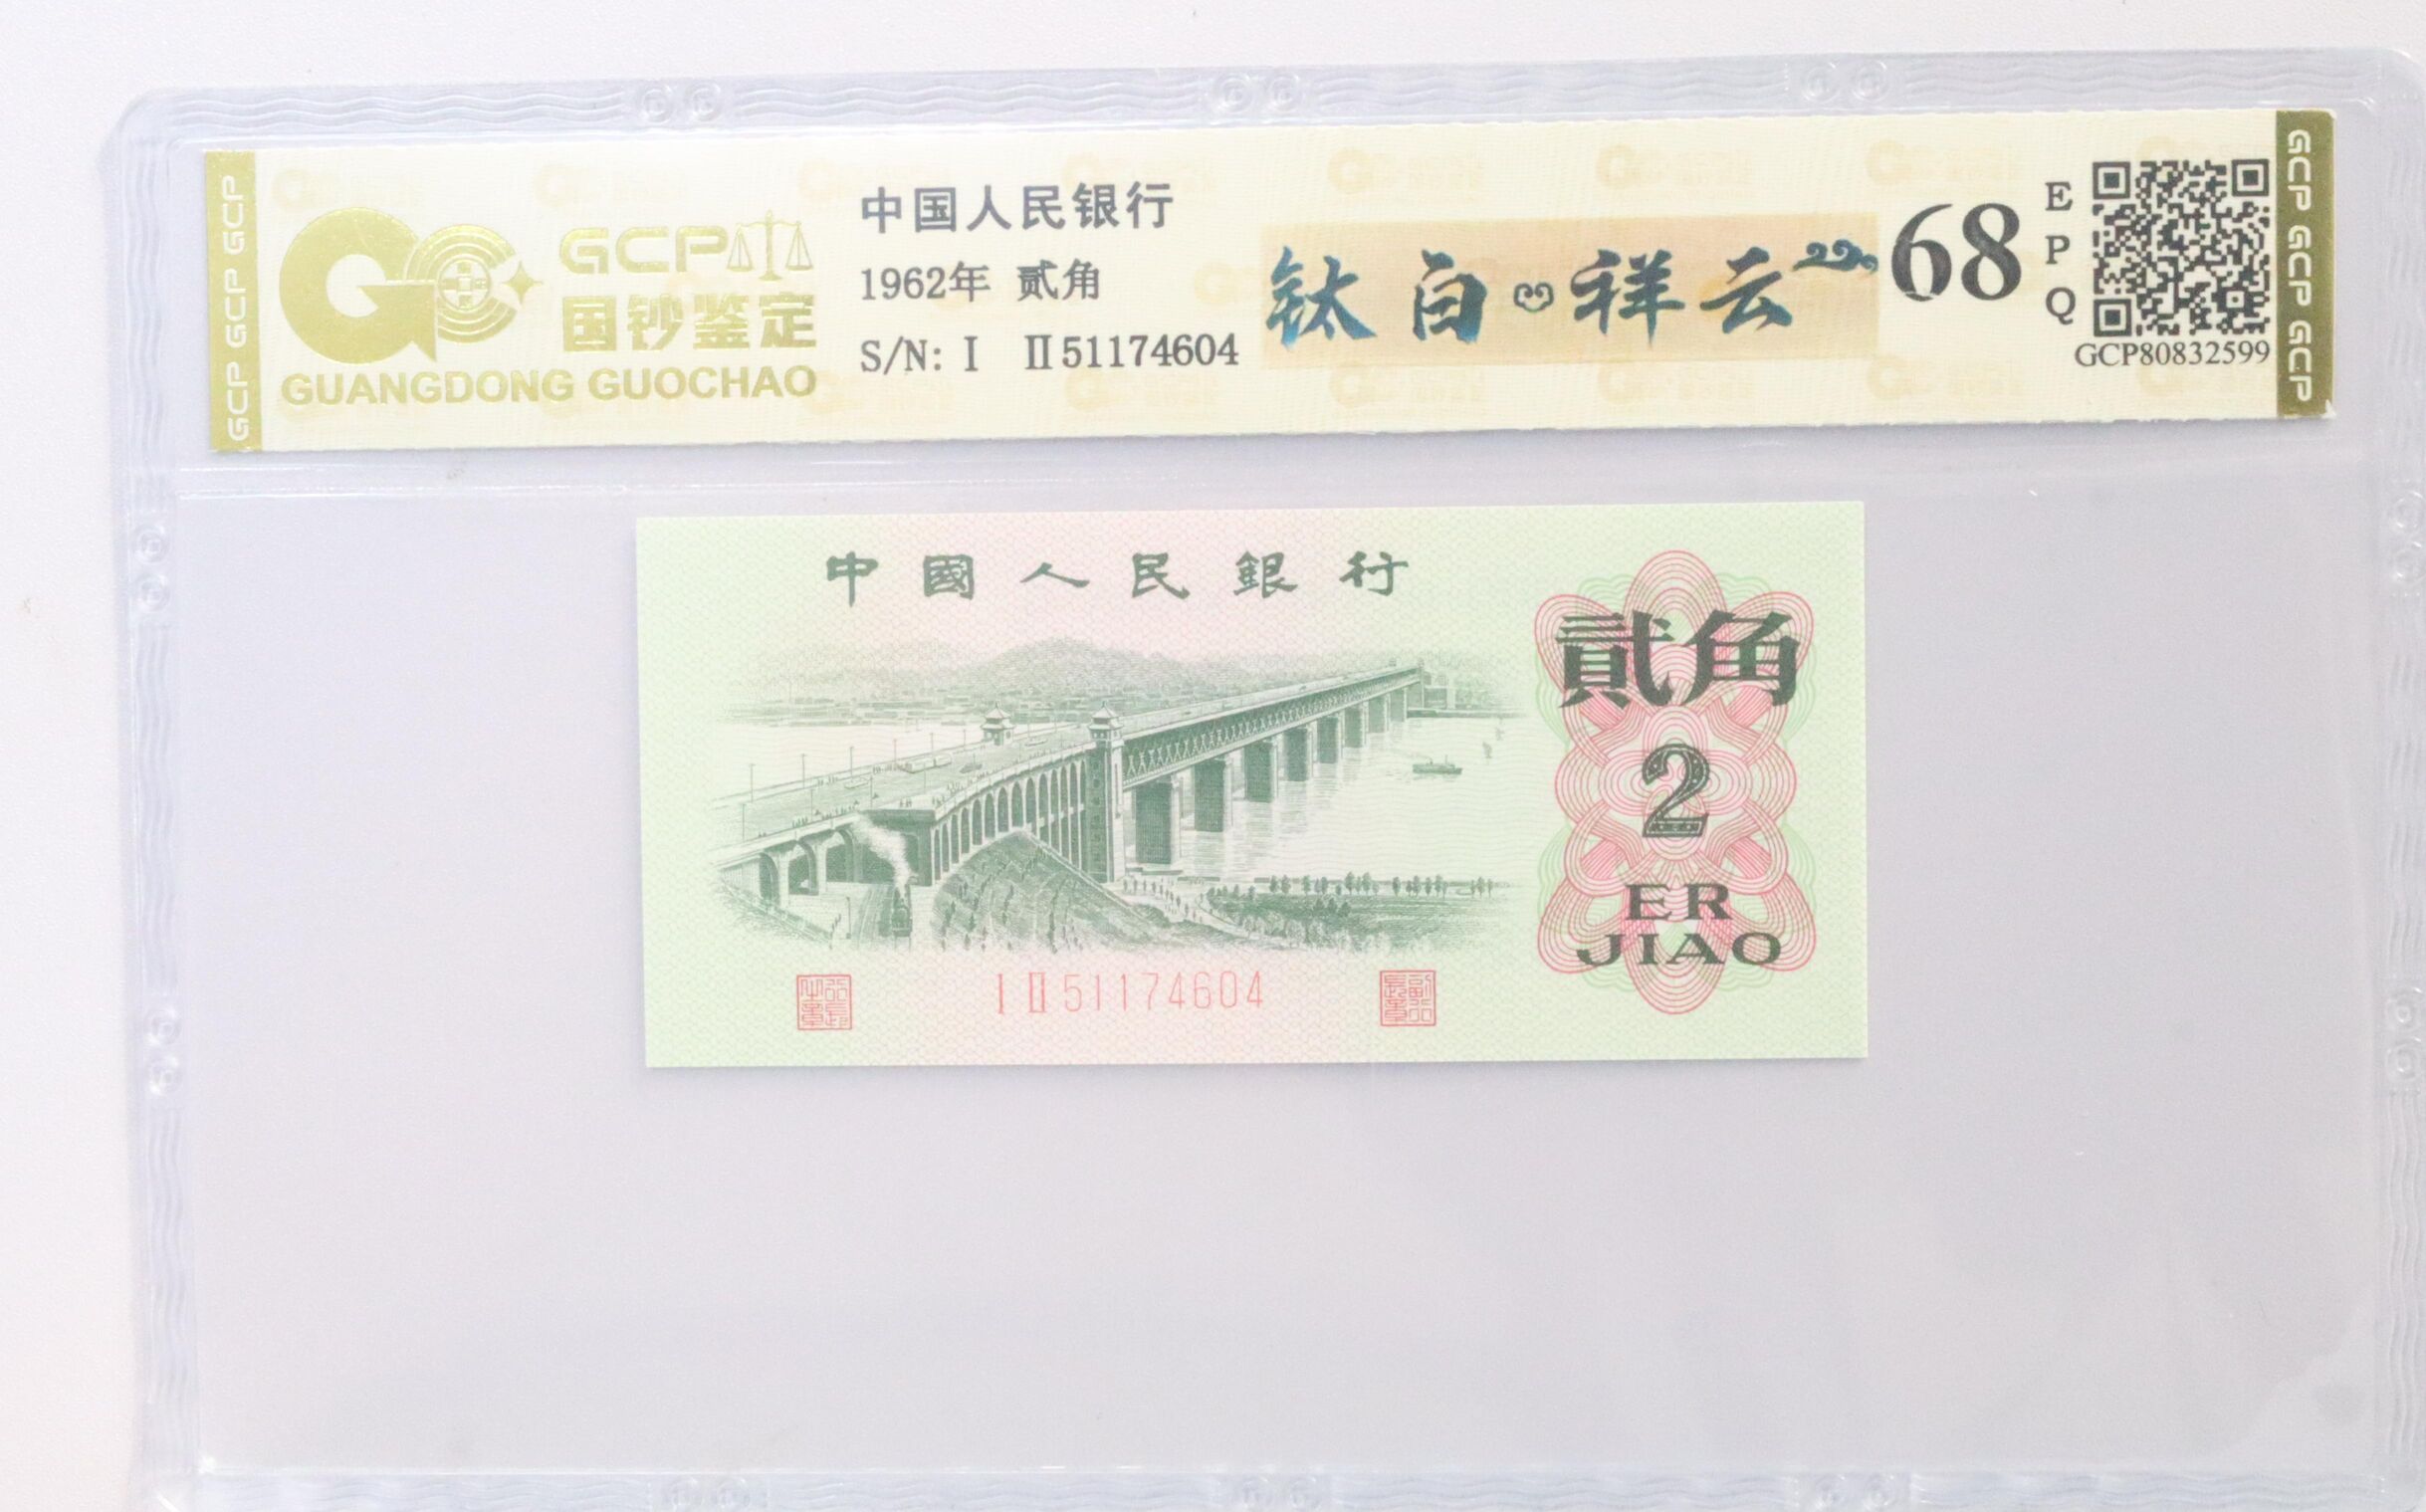 GCP GCP GCP
GCP
国钞鉴定
GUANGDONG GUOCHAO
中国人民银行
1962年 贰角
S/N: I Ⅱ51174604
钛白祥云
68
EPQ
GCP80832599
GCP GCP GCP
中國人民銀行
貳角
2
ER
JIAO
I Ⅱ 51174604